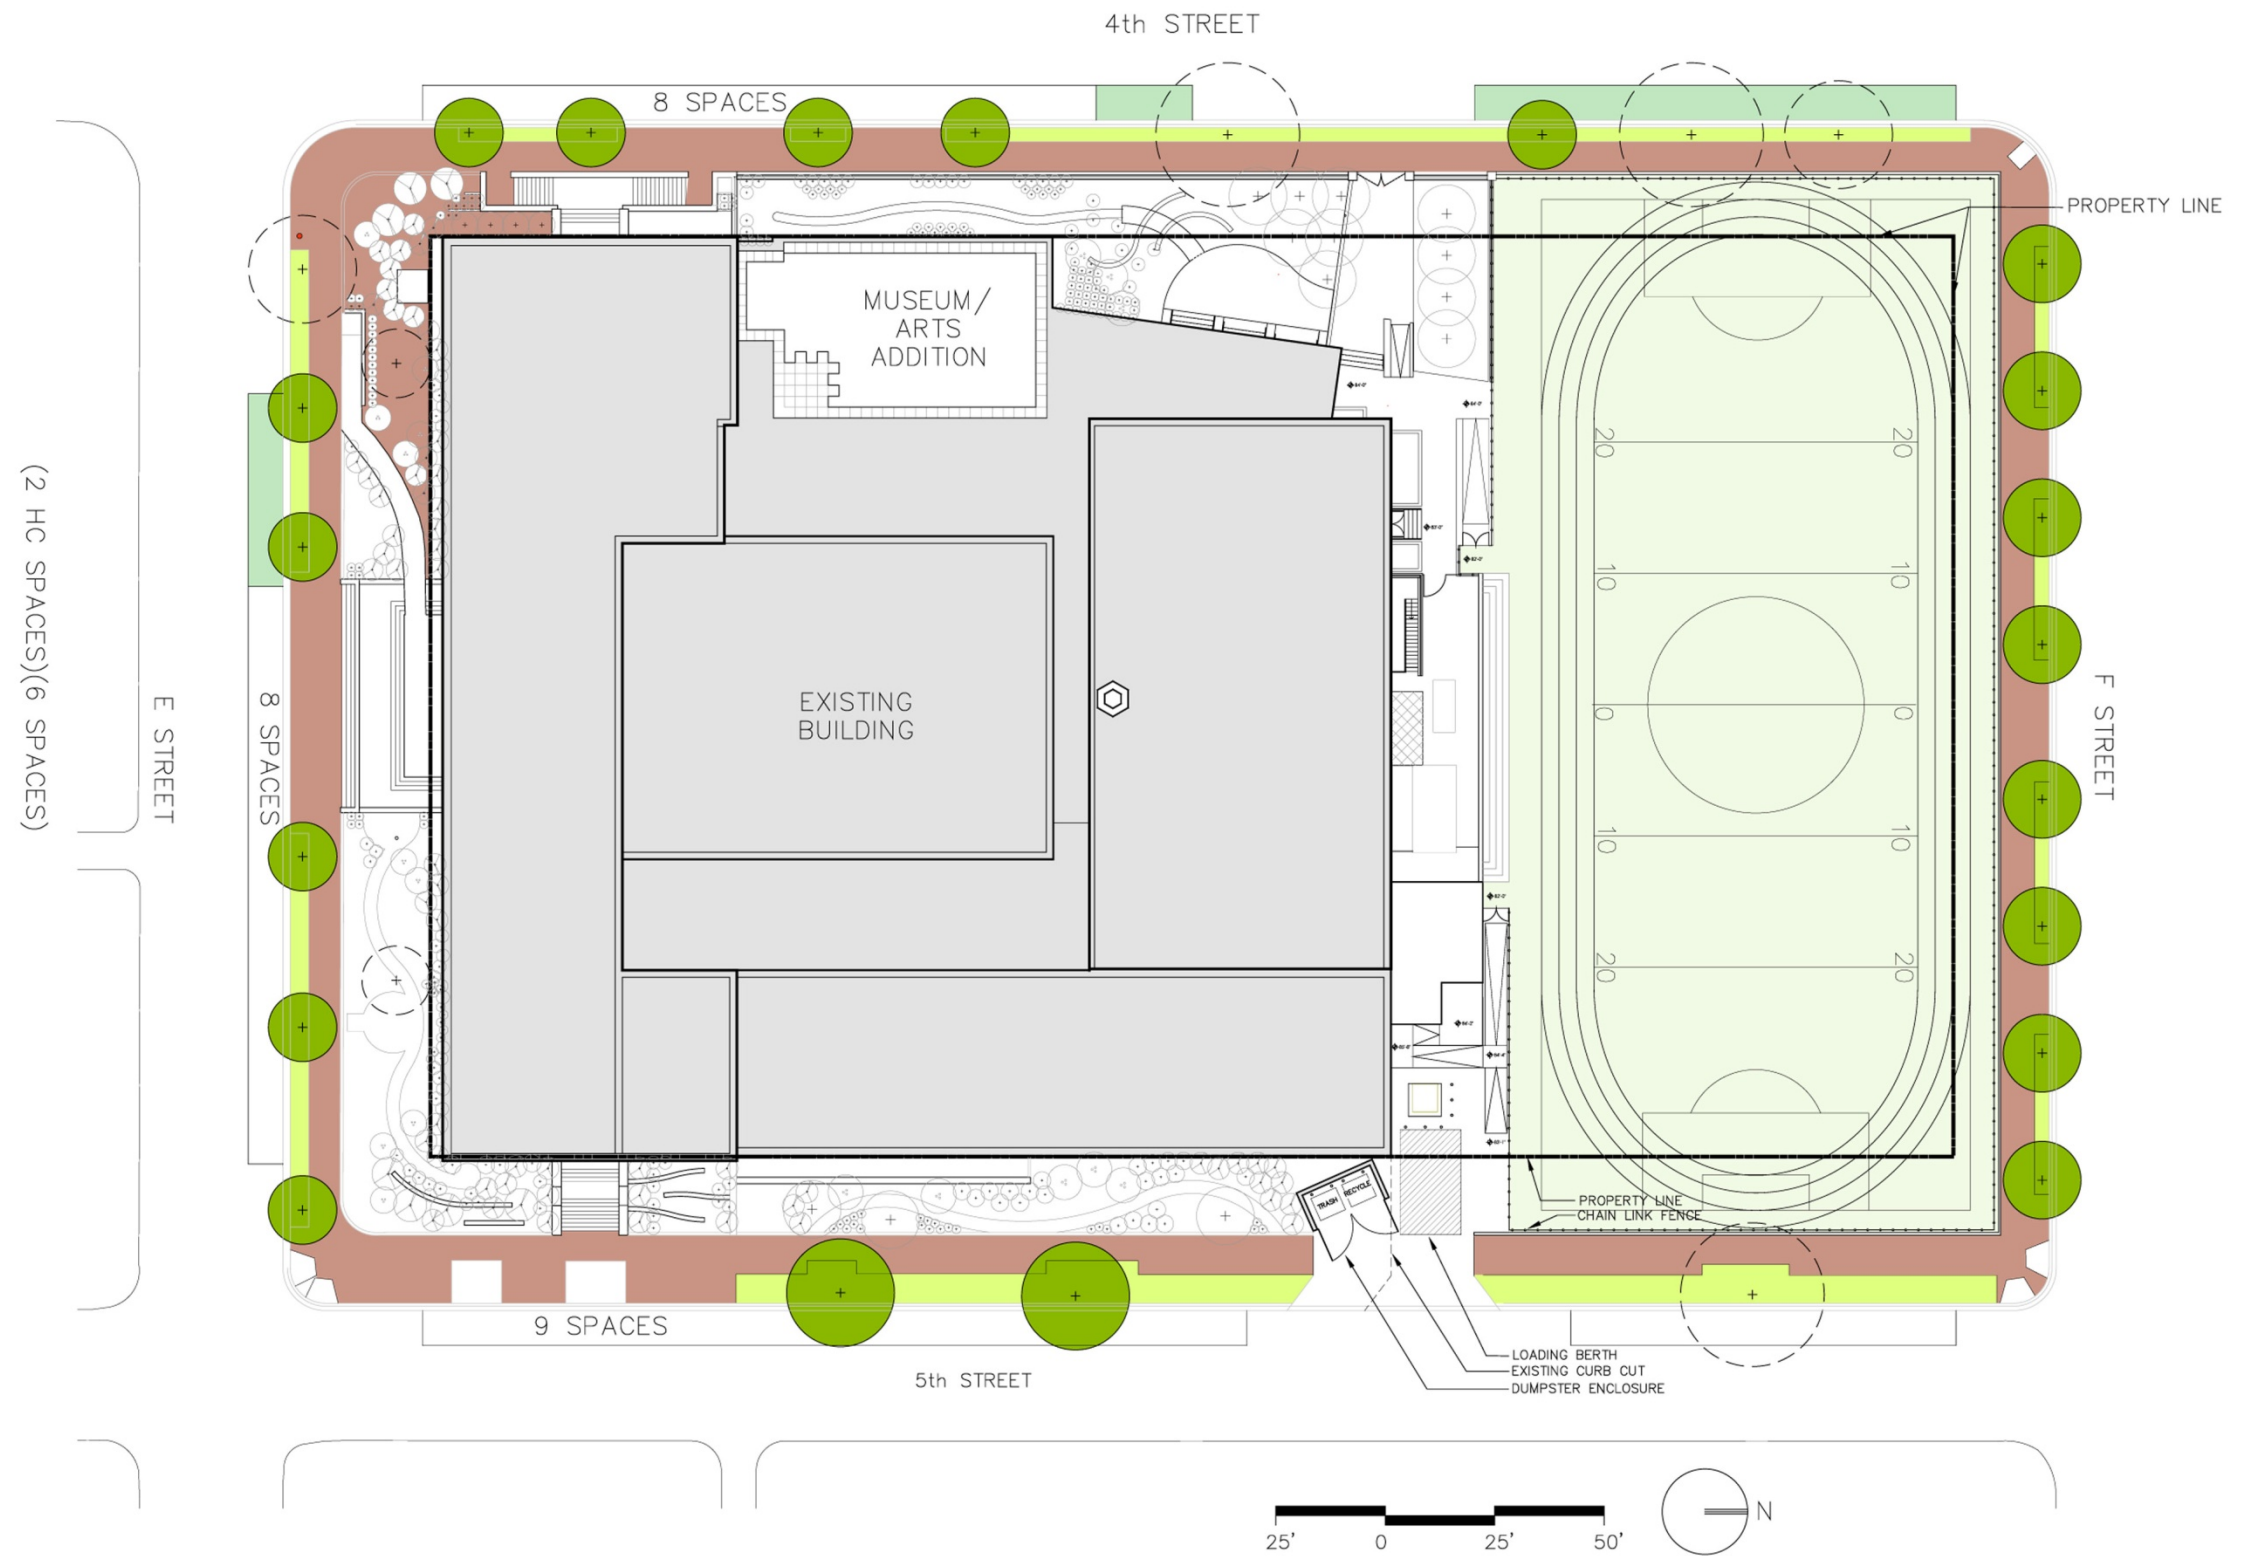 4th STREET
8 SPACES
PROPERTY LINE
MUSEUM/
ARTS
ADDITION
20
20
10
10
(2 HC SPACES)(6 SPACES)
E STREET
8 SPACES
EXISTING
BUILDING
0
0
F STREET
10
10
20
20
TRASH
RECYCLE
PROPERTY LINE
CHAIN LINK FENCE
9 SPACES
LOADING BERTH
EXISTING CURB CUT
DUMPSTER ENCLOSURE
5th STREET
25'
0
25'
50'
N